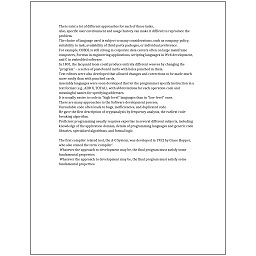 There exist a lot of different approaches for each of those tasks.
Also, specific user environment and usage history can make it difficult to reproduce the
problem.
The choice of language used is subject to many considerations, such as company policy,
suitability to task, availability of third-party packages, or individual preference.
For example, COBOL is still strong in corporate data centers often on large mainframe
computers, Fortran in engineering applications, scripting languages in Web development,
and C in embedded software.
In 1801, the Jacquard loom could produce entirely different weaves by changing the
"program" – a series of pasteboard cards with holes punched in them.
Text editors were also developed that allowed changes and corrections to be made much
more easily than with punched cards.
Assembly languages were soon developed that let the programmer specify instruction in a
text format (e.g., ADD X, TOTAL), with abbreviations for each operation code and
meaningful names for specifying addresses.
It is usually easier to code in "high-level" languages than in "low-level" ones.
There are many approaches to the Software development process.
Unreadable code often leads to bugs, inefficiencies, and duplicated code.
He gave the first description of cryptanalysis by frequency analysis, the earliest code-
breaking algorithm.
Proficient programming usually requires expertise in several different subjects, including
knowledge of the application domain, details of programming languages and generic code
libraries, specialized algorithms, and formal logic.

The first compiler related tool, the A-0 System, was developed in 1952 by Grace Hopper,
who also coined the term 'compiler'.
Whatever the approach to development may be, the final program must satisfy some
fundamental properties.
Whatever the approach to development may be, the final program must satisfy some
fundamental properties.